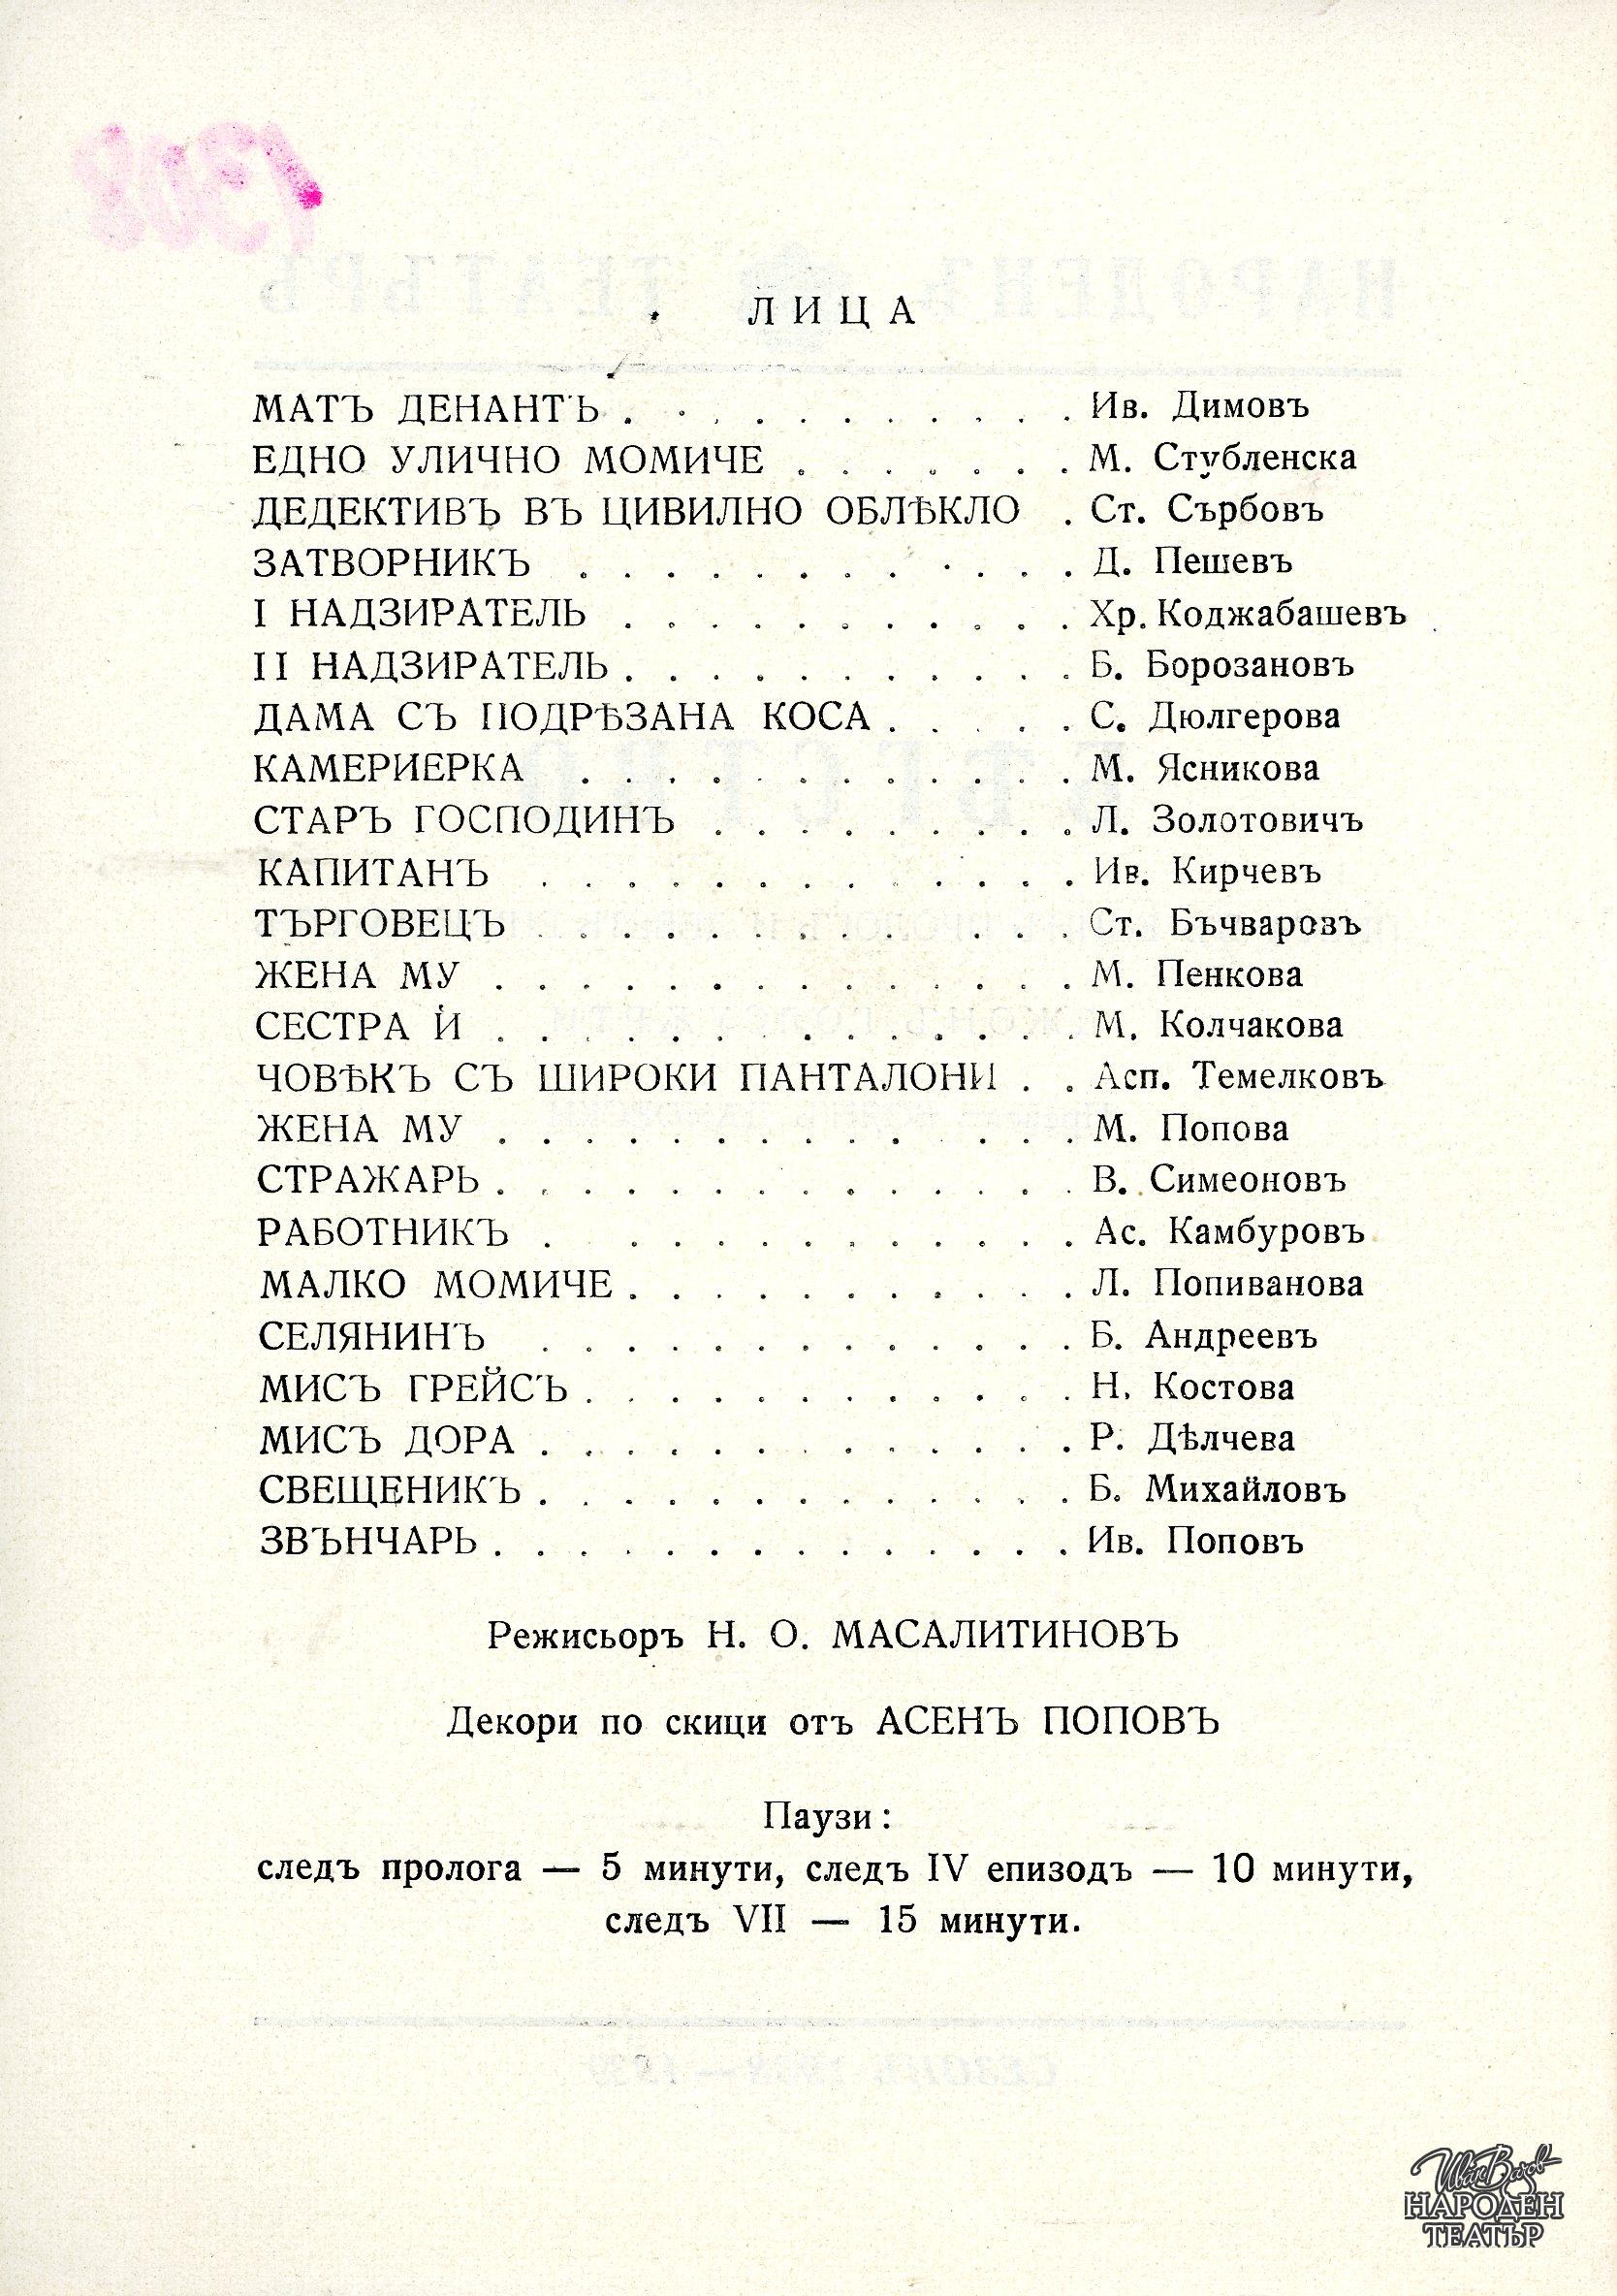 ЛИЦА
МАТЪ ДЕНАНТЪ . . . . . . . . . . . Ив. Димовъ
ЕДНО УЛИЧНО МОМИЧЕ . . . . . . . М. Стубленска
ДЕДЕКТИВЪ ВЪ ЦИВИЛНО ОБЛѢКЛО . Ст. Сърбовъ
ЗАТВОРНИКЪ . . . . . . . . . . . . Д. Пешевъ
I НАДЗИРАТЕЛЬ . . . . . . . . . . . Хр. Коджабашевъ
II НАДЗИРАТЕЛЬ . . . . . . . . . . . Б. Борозановъ
ДАМА СЪ ПОДРѢЗАНА КОСА . . . . . С. Дюлгерова
КАМЕРИЕРКА . . . . . . . . . . . . М. Ясникова
СТАРЪ ГОСПОДИНЪ . . . . . . . . . Л. Золотовичъ
КАПИТАНЪ . . . . . . . . . . . . . Ив. Кирчевъ
ТЪРГОВЕЦЪ . . . . . . . . . . . . Ст. Бъчваровъ
ЖЕНА МУ . . . . . . . . . . . . . . М. Пенкова
СЕСТРА Ѝ . . . . . . . . . . . . . . М. Колчакова
ЧОВѢКЪ СЪ ШИРОКИ ПАНТАЛОНИ . . Асп. Темелковъ
ЖЕНА МУ . . . . . . . . . . . . . М. Попова
СТРАЖАРЬ . . . . . . . . . . . . . . В. Симеоновъ
РАБОТНИКЪ . . . . . . . . . . . . Ас. Камбуровъ
МАЛКО МОМИЧЕ . . . . . . . . . . . Л. Попиванова
СЕЛЯНИНЪ . . . . . . . . . . . . . Б. Андреевъ
МИСЪ ГРЕЙСЪ . . . . . . . . . . . . Н. Костова
МИСЪ ДОРА . . . . . . . . . . . . . Р. Дѣлчева
СВЕЩЕНИКЪ . . . . . . . . . . . . . Б. Михайловъ
ЗВЪНЧАРЬ . . . . . . . . . . . . . . Ив. Поповъ
Режисьоръ Н. О. МАСАЛИТИНОВЪ
Декори по скици отъ АСЕНЪ ПОПОВЪ
Паузи:
следъ пролога — 5 минути, следъ IV епизодъ — 10 минути,
следъ VII — 15 минути.
Иван Вазов
НАРОДЕН
ТЕАТЪР